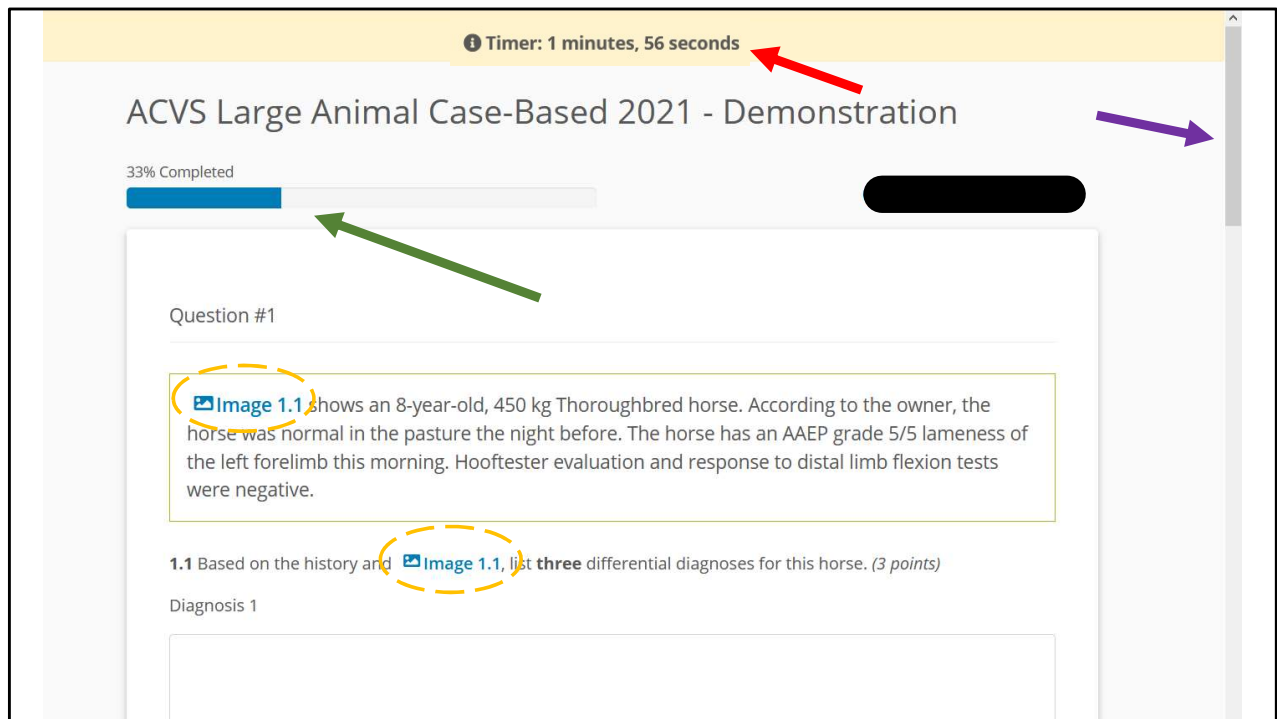 Timer: 1 minutes, 56 seconds
ACVS Large Animal Case-Based 2021 - Demonstration
33% Completed
Question #1
Image 1.1 shows an 8-year-old, 450 kg Thoroughbred horse. According to the owner, the
horse was normal in the pasture the night before. The horse has an AAEP grade 5/5 lameness of
the left forelimb this morning. Hooftester evaluation and response to distal limb flexion tests
were negative.
1.1 Based on the history and Image 1.1, list three differential diagnoses for this horse. (3 points)
Diagnosis 1